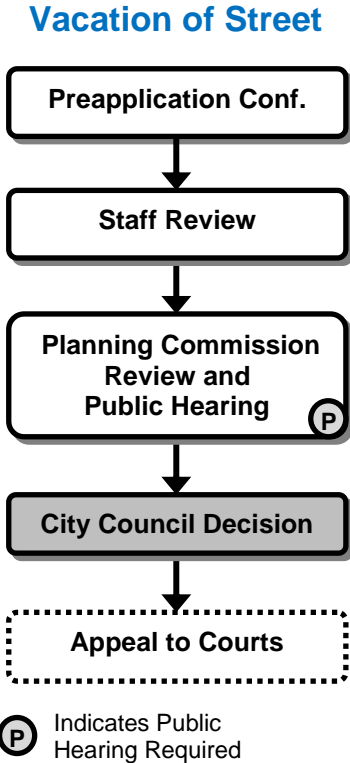 Vacation of Street
Preapplication Conf.
Staff Review
Planning Commission
Review and
Public Hearing
P
City Council Decision
Appeal to Courts
P
Indicates Public
Hearing Required